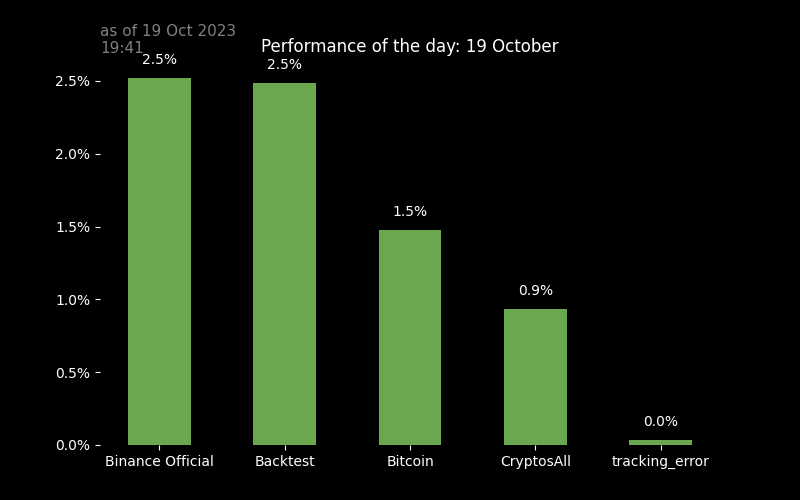 as of 19 Oct 2023
19:41
Performance of the day: 19 October
2.5%
2.5%
1.5%
0.9%
0.0%
2.5%
2.0%
1.5%
1.0%
0.5%
0.0%
Binance Official
Backtest
Bitcoin
CryptosAll
tracking_error